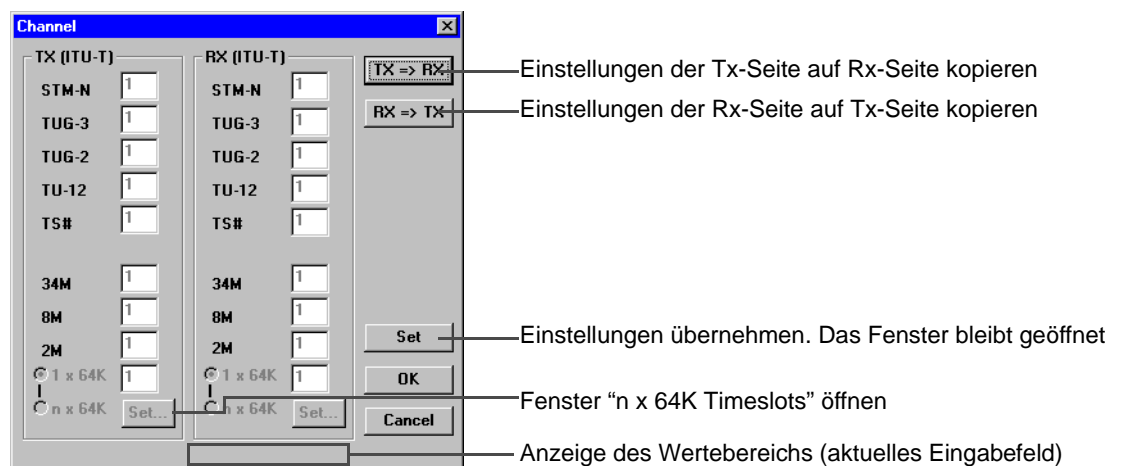 Channel
TX (ITU-T)
STM-N 1
TUG-3 1
TUG-2 1
TU-12 1
TS# 1
34M 1
8M 1
2M 1
1 x 64K 1
n x 64K Set...
RX (ITU-T)
STM-N 1
TUG-3 1
TUG-2 1
TU-12 1
TS# 1
34M 1
8M 1
2M 1
1 x 64K 1
n x 64K Set...
TX => RX
RX => TX
Set
OK
Cancel
Einstellungen der Tx-Seite auf Rx-Seite kopieren
Einstellungen der Rx-Seite auf Tx-Seite kopieren
Einstellungen übernehmen. Das Fenster bleibt geöffnet
Fenster “n x 64K Timeslots” öffnen
Anzeige des Wertebereichs (aktuelles Eingabefeld)